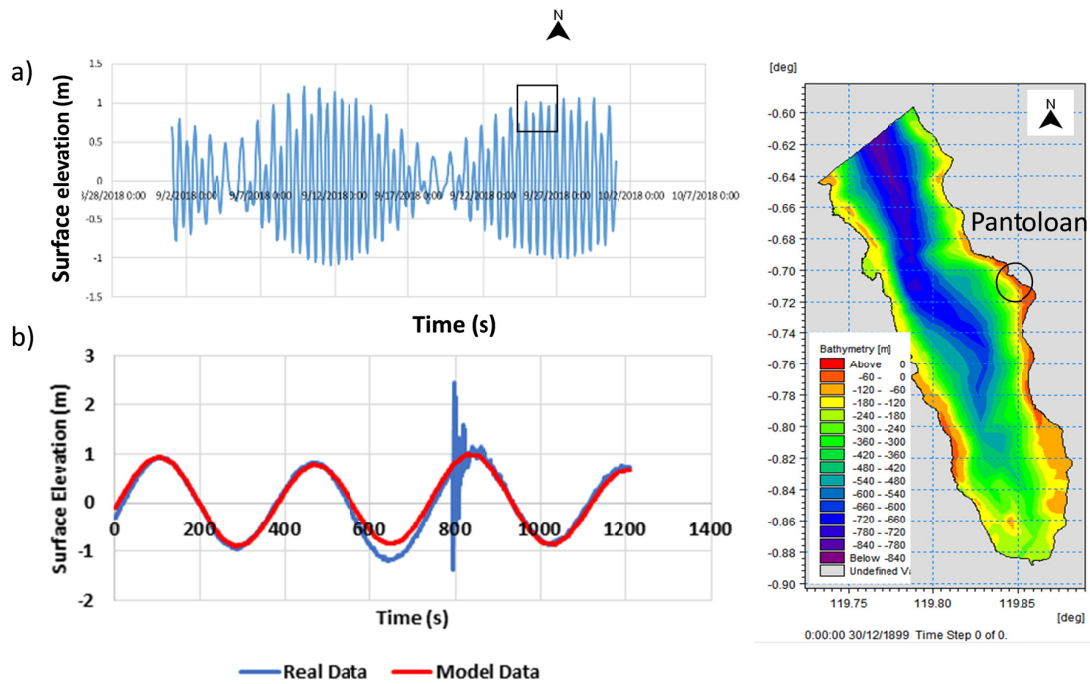 N
a)
Surface elevation (m)
1.5
1
0.5
0
-0.5
-1
-1.5
8/28/2018 0:00 9/2/2018 0:00 9/7/2018 0:00 9/12/2018 0:00 9/17/2018 0:00 9/22/2018 0:00 9/27/2018 0:00 10/2/2018 0:00 10/7/2018 0:00
Time (s)
b)
Surface Elevation (m)
3
2
1
0
-1
-2
0 200 400 600 800 1000 1200 1400
Time (s)
Real Data Model Data
[deg]
N
Pantoloan
-0.60
-0.62
-0.64
-0.66
-0.68
-0.70
-0.72
-0.74
-0.76
-0.78
-0.80
-0.82
-0.84
-0.86
-0.88
-0.90
Bathymetry [m]
Above 0
-60 - 0
-120 - -60
-180 - -120
-240 - -180
-300 - -240
-360 - -300
-420 - -360
-480 - -420
-540 - -480
-600 - -540
-660 - -600
-720 - -660
-780 - -720
-840 - -780
Below -840
Undefined Va
119.75 119.80 119.85
[deg]
0:00:00 30/12/1899 Time Step 0 of 0.